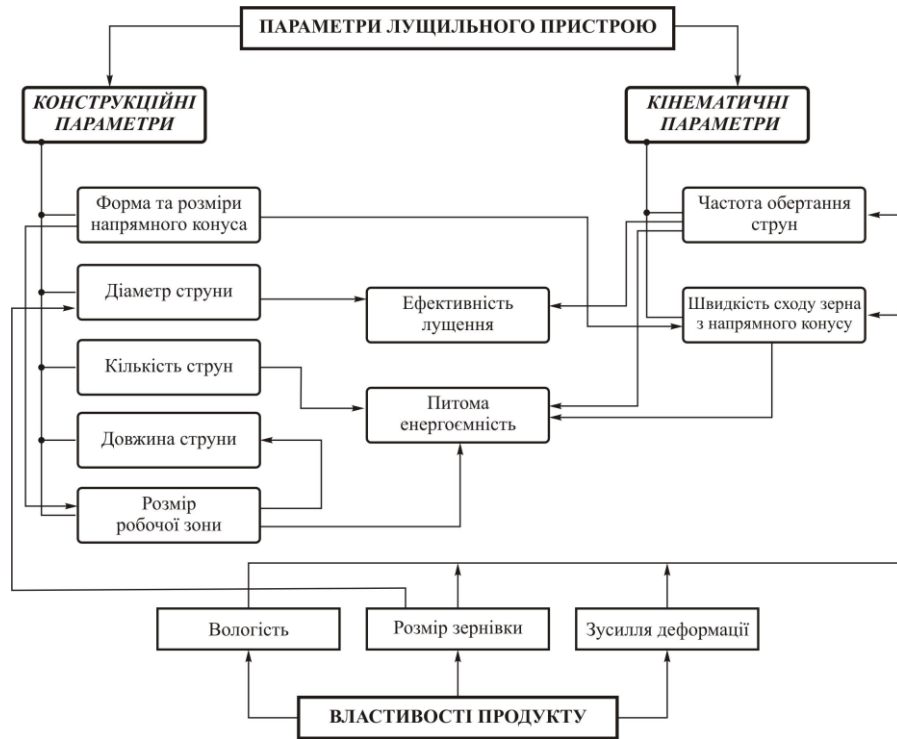 ПАРАМЕТРИ ЛУЩИЛЬНОГО ПРИСТРОЮ
КОНСТРУКЦІЙНІ
ПАРАМЕТРИ
КІНЕМАТИЧНІ
ПАРАМЕТРИ
Форма та розміри
напрямного конуса
Частота обертання
струн
Діаметр струни
Ефективність
лущення
Швидкість сходу зерна
з напрямного конусу
Кількість струн
Питома
енергоємність
Довжина струни
Розмір
робочої зони
Вологість
Розмір зернівки
Зусилля деформації
ВЛАСТИВОСТІ ПРОДУКТУ